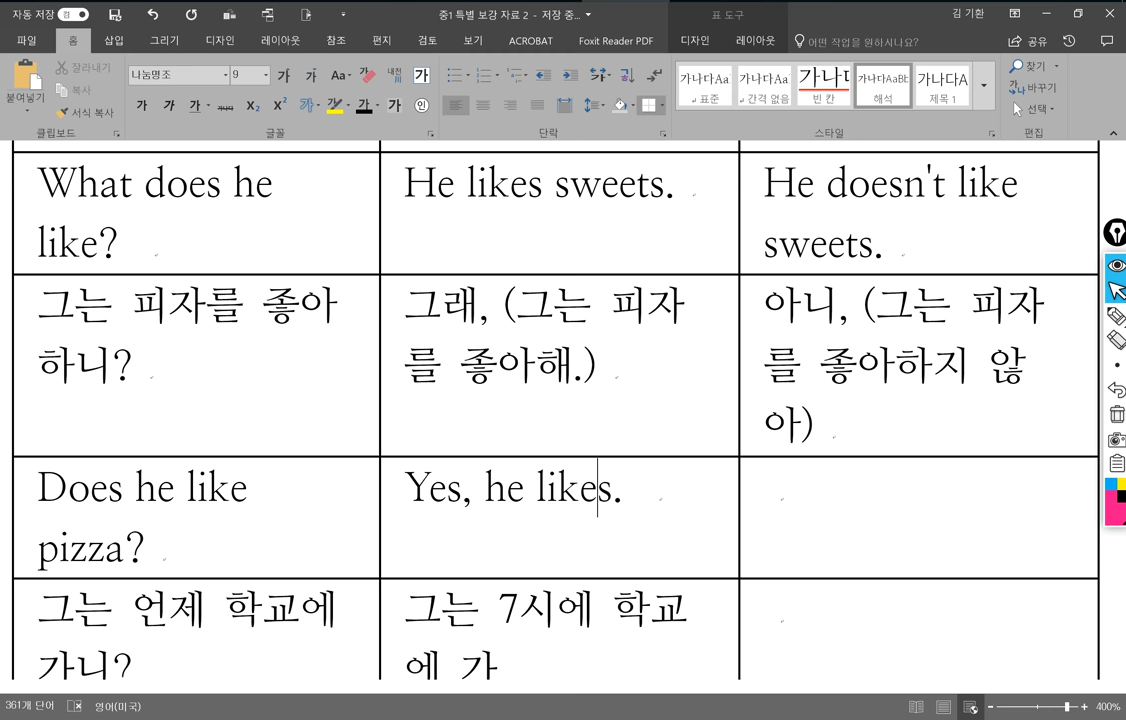 자동 저장 켬
중1 특별 보강 자료 2 - 저장 중...
표 도구
김 기환
파일 홈 삽입 그리기 디자인 레이아웃 참조 편지 검토 보기 ACROBAT Foxit Reader PDF 디자인 레이아웃 어떤 작업을 원하시나요? 공유
붙여넣기
잘라내기
복사
서식 복사
클립보드
나눔명조 9
글꼴
단락
가나다Aa 표준
가나다Aa 간격 없음
빈 칸
가나다AaBb 해석
가나다A 제목 1
스타일
찾기
바꾸기
선택
편집
What does he
like?
He likes sweets.
He doesn't like
sweets.
그는 피자를 좋아
하니?
그래, (그는 피자
를 좋아해.)
아니, (그는 피자
를 좋아하지 않
아)
Does he like
pizza?
Yes, he likes.
그는 언제 학교에
가니?
그는 7시에 학교
에 가
361개 단어 영어(미국) 400%